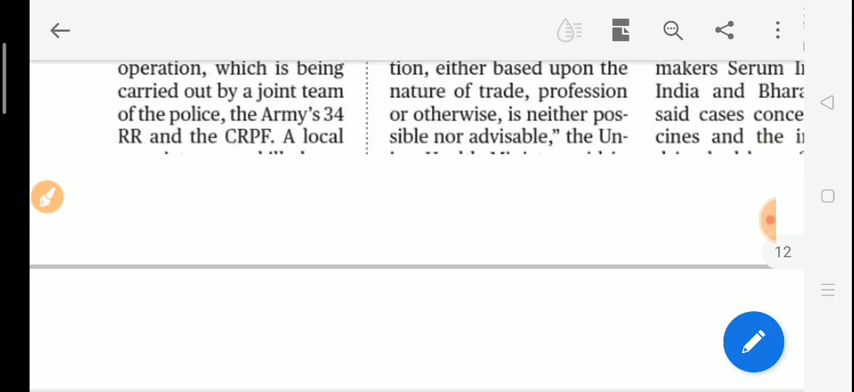 operation, which is being
carried out by a joint team
of the police, the Army's 34
RR and the CRPF. A local
tion, either based upon the
nature of trade, profession
or otherwise, is neither pos-
sible nor advisable,” the Un-
makers Serum
India and
said cases
cines and the
12